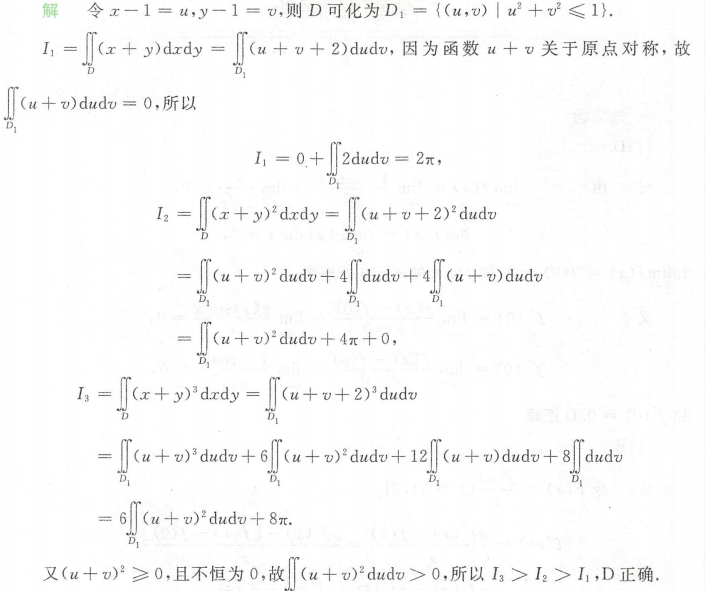 解 令 x－1 = u, y－1 = v, 则 D 可化为 D₁ = {(u,v) | u² + v² ⩽ 1}.
I₁ = ∬_D (x + y)dxdy = ∬_{D₁} (u + v + 2)dudv, 因为函数 u + v 关于原点对称, 故
∬_{D₁} (u + v)dudv = 0, 所以
I₁ = 0 + ∬_{D₁} 2dudv = 2π,
I₂ = ∬_D (x + y)²dxdy = ∬_{D₁} (u + v + 2)²dudv
= ∬_{D₁} (u + v)²dudv + 4∬_{D₁} dudv + 4∬_{D₁} (u + v)dudv
= ∬_{D₁} (u + v)²dudv + 4π + 0,
I₃ = ∬_D (x + y)³dxdy = ∬_{D₁} (u + v + 2)³dudv
= ∬_{D₁} (u + v)³dudv + 6∬_{D₁} (u + v)²dudv + 12∬_{D₁} (u + v)dudv + 8∬_{D₁} dudv
= 6∬_{D₁} (u + v)²dudv + 8π.
又(u + v)² ⩾ 0, 且不恒为 0, 故∬_{D₁} (u + v)²dudv > 0, 所以 I₃ > I₂ > I₁, D 正确.